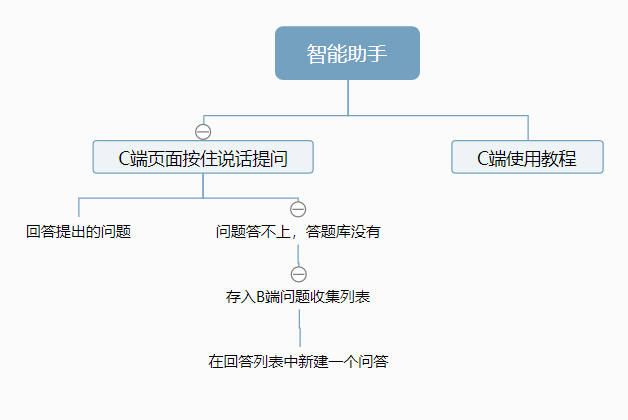 智能助手
C端页面按住说话提问
C端使用教程
回答提出的问题
问题答不上，答题库没有
存入B端问题收集列表
在回答列表中新建一个问答